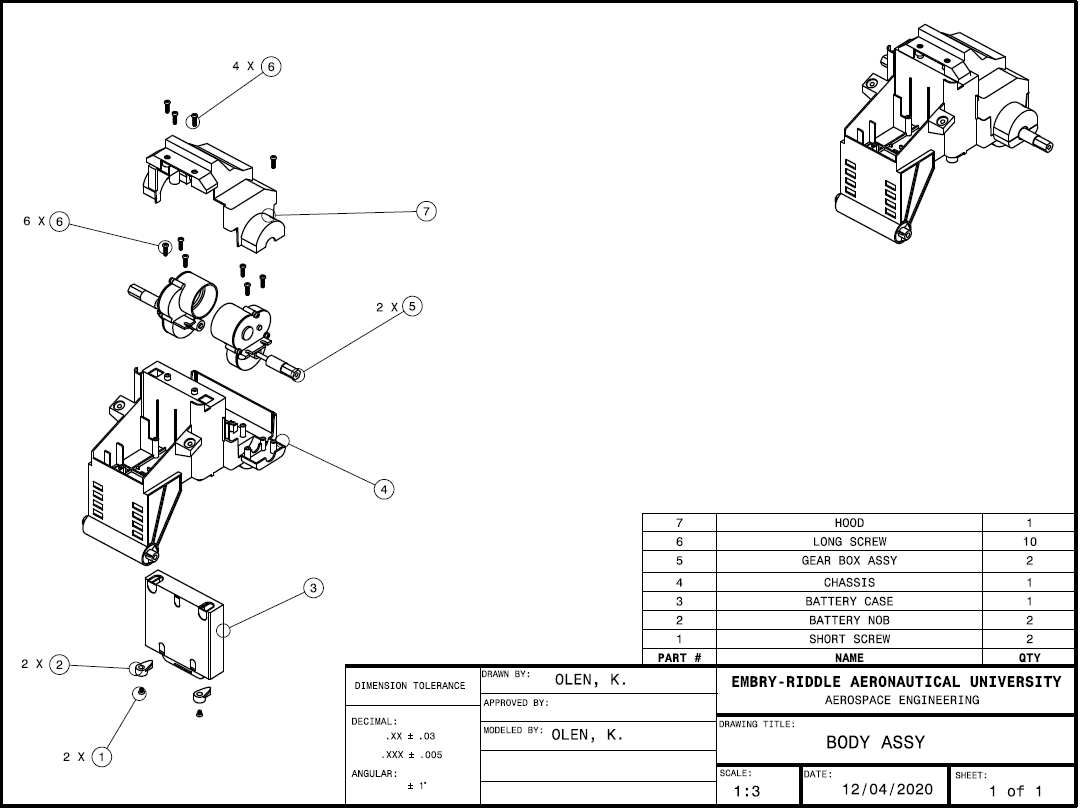 4 X 6
7
6 X 6
2 X 5
4
3
2 X 2
2 X 1
7 HOOD 1
6 LONG SCREW 10
5 GEAR BOX ASSY 2
4 CHASSIS 1
3 BATTERY CASE 1
2 BATTERY NOB 2
1 SHORT SCREW 2
PART # NAME QTY
DIMENSION TOLERANCE
DECIMAL:
.XX ± .03
.XXX ± .005
ANGULAR:
± 1°
DRAWN BY: OLEN, K.
APPROVED BY:
MODELED BY: OLEN, K.
EMBRY-RIDDLE AERONAUTICAL UNIVERSITY
AEROSPACE ENGINEERING
DRAWING TITLE:
BODY ASSY
SCALE:
1:3
DATE:
12/04/2020
SHEET:
1 of 1